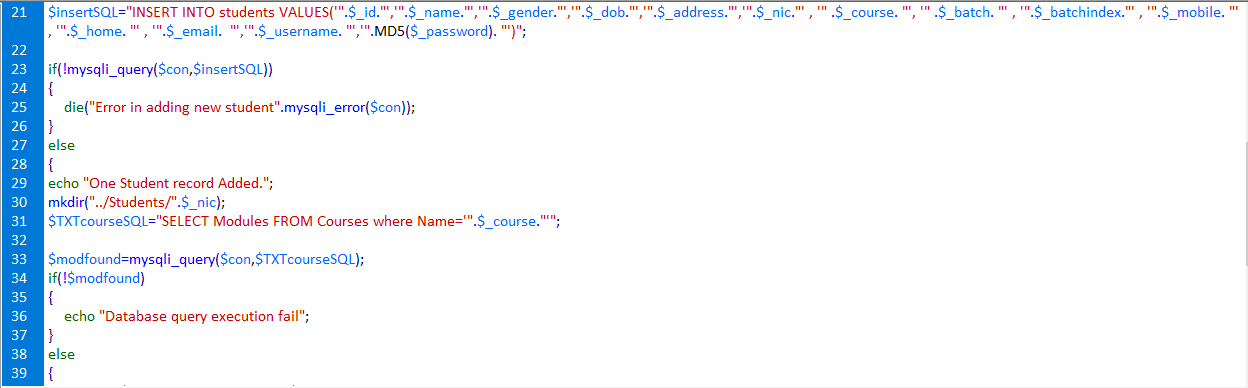 21 $insertSQL="INSERT INTO students VALUES('".$_id."','".$_name."','".$_gender."','".$_dob."','".$_address."','".$_nic."' , '" .$_course. "', '" .$_batch. "' , '".$_batchindex."' , '".$_mobile. "'
, '".$_home. "' , '".$_email.  "','".$_username. "','".MD5($_password). "')";
22
23 if(!mysqli_query($con,$insertSQL))
24 {
25     die("Error in adding new student".mysqli_error($con));
26 }
27 else
28 {
29 echo "One Student record Added.";
30 mkdir("../Students/".$_nic);
31 $TXTcourseSQL="SELECT Modules FROM Courses where Name='".$_course."'";
32
33 $modfound=mysqli_query($con,$TXTcourseSQL);
34 if(!$modfound)
35 {
36     echo "Database query execution fail";
37 }
38 else
39 {